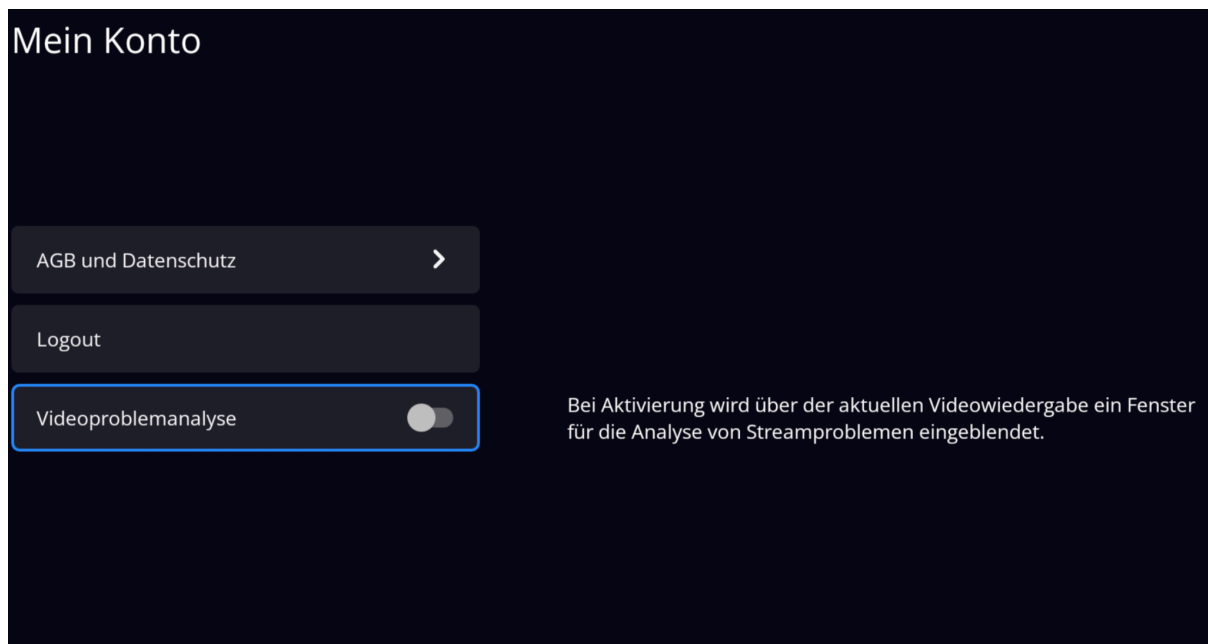 Mein Konto
AGB und Datenschutz
Logout
Videoproblemanalyse
Bei Aktivierung wird über der aktuellen Videowiedergabe ein Fenster
für die Analyse von Streamproblemen eingeblendet.